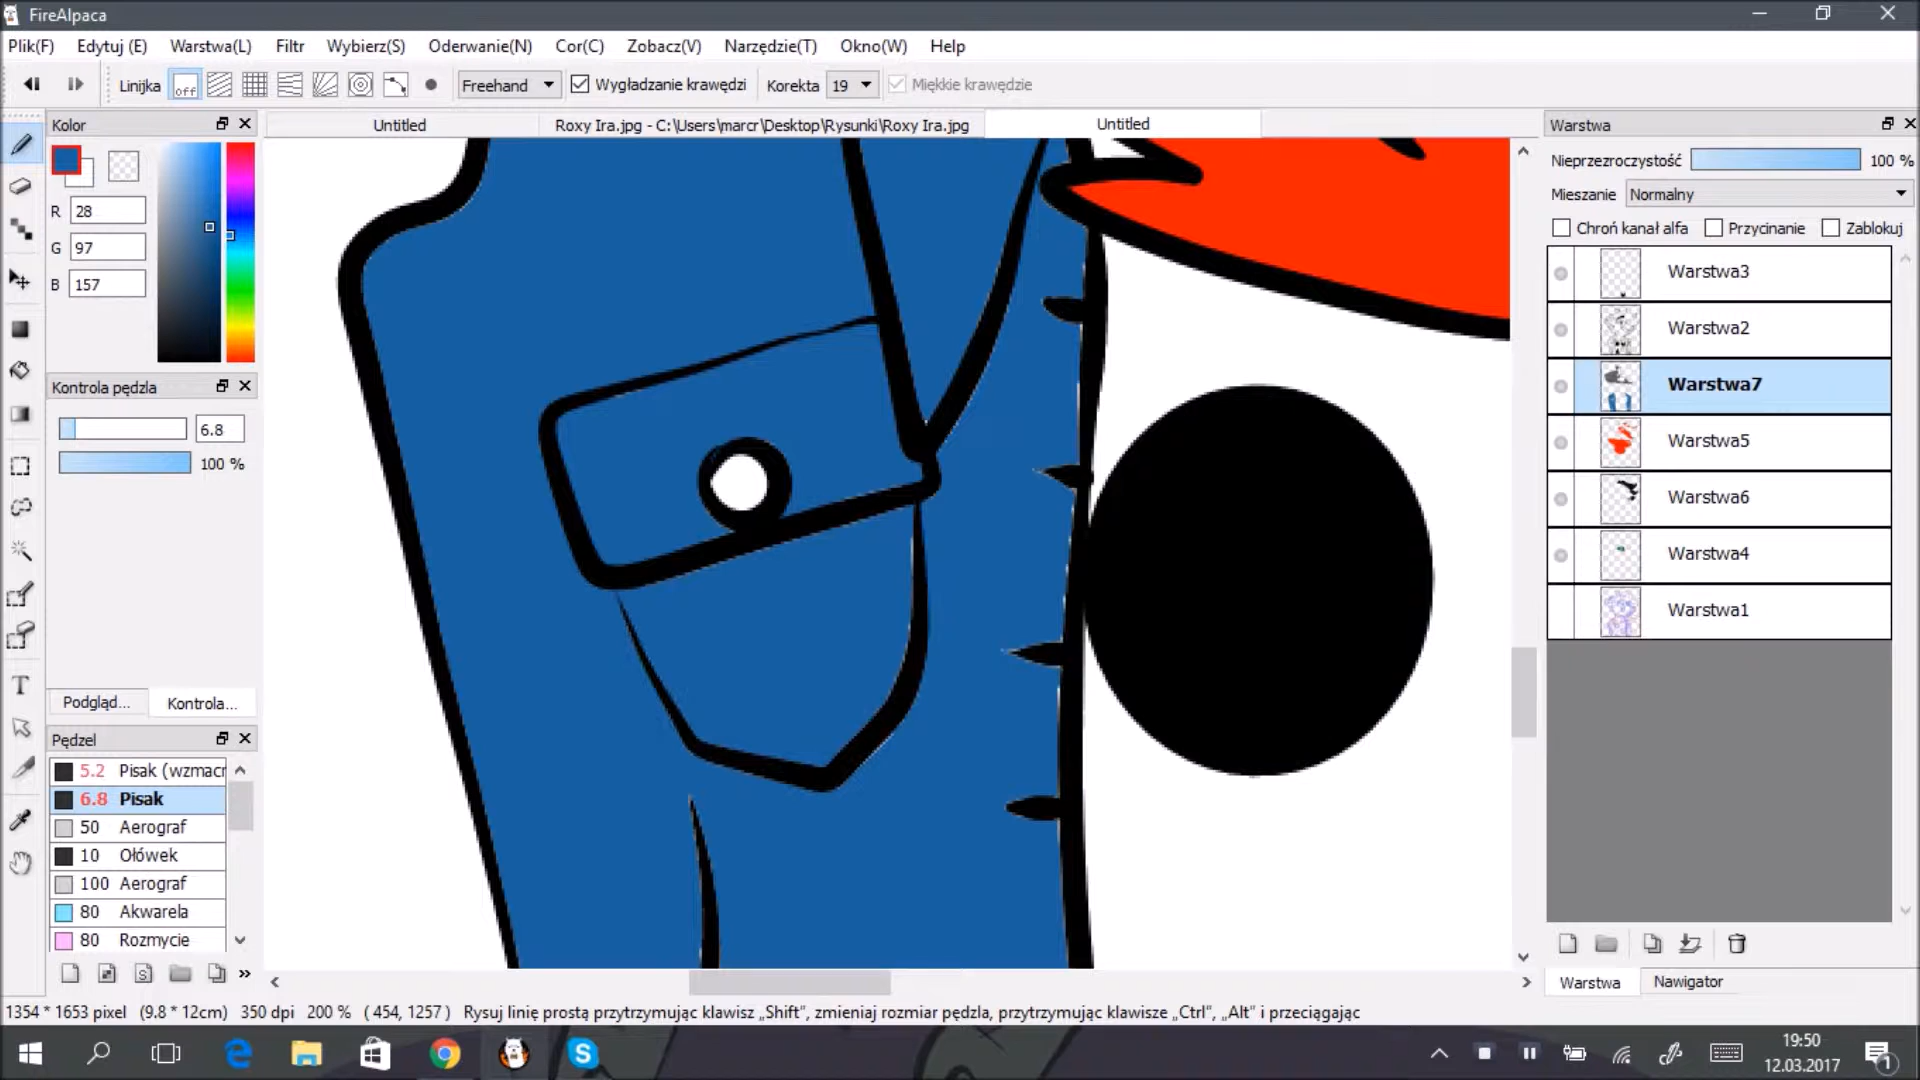 FireAlpaca
Plik(F) Edytuj (E) Warstwa(L) Filtr Wybierz(S) Oderwanie(N) Cor(C) Zobacz(V) Narzędzie(T) Okno(W) Help
Linijka off Freehand Wygładzanie krawędzi Korekta 19 Miękkie krawędzie
Kolor
Untitled
Roxy Ira.jpg - C:\Users\marcr\Desktop\Rysunki\Roxy Ira.jpg
Untitled
R 28
G 97
B 157
Kontrola pędzla
6.8
100 %
Podgląd...
Kontrola...
Pędzel
5.2 Pisak (wzmacr
6.8 Pisak
50 Aerograf
10 Ołówek
100 Aerograf
80 Akwarela
80 Rozmycie
S
Warstwa
Nieprzezroczystość 100 %
Mieszanie Normalny
Chroń kanał alfa Przycinanie Zablokuj
Warstwa3
Warstwa2
Warstwa7
Warstwa5
Warstwa6
Warstwa4
Warstwa1
Warstwa Nawigator
T
1354 * 1653 pixel (9.8 * 12cm) 350 dpi 200 % ( 454, 1257 ) Rysuj linię prostą przytrzymując klawisz „Shift”, zmieniaj rozmiar pędzla, przytrzymując klawisze „Ctrl”, „Alt” i przeciągając
19:50
12.03.2017
1